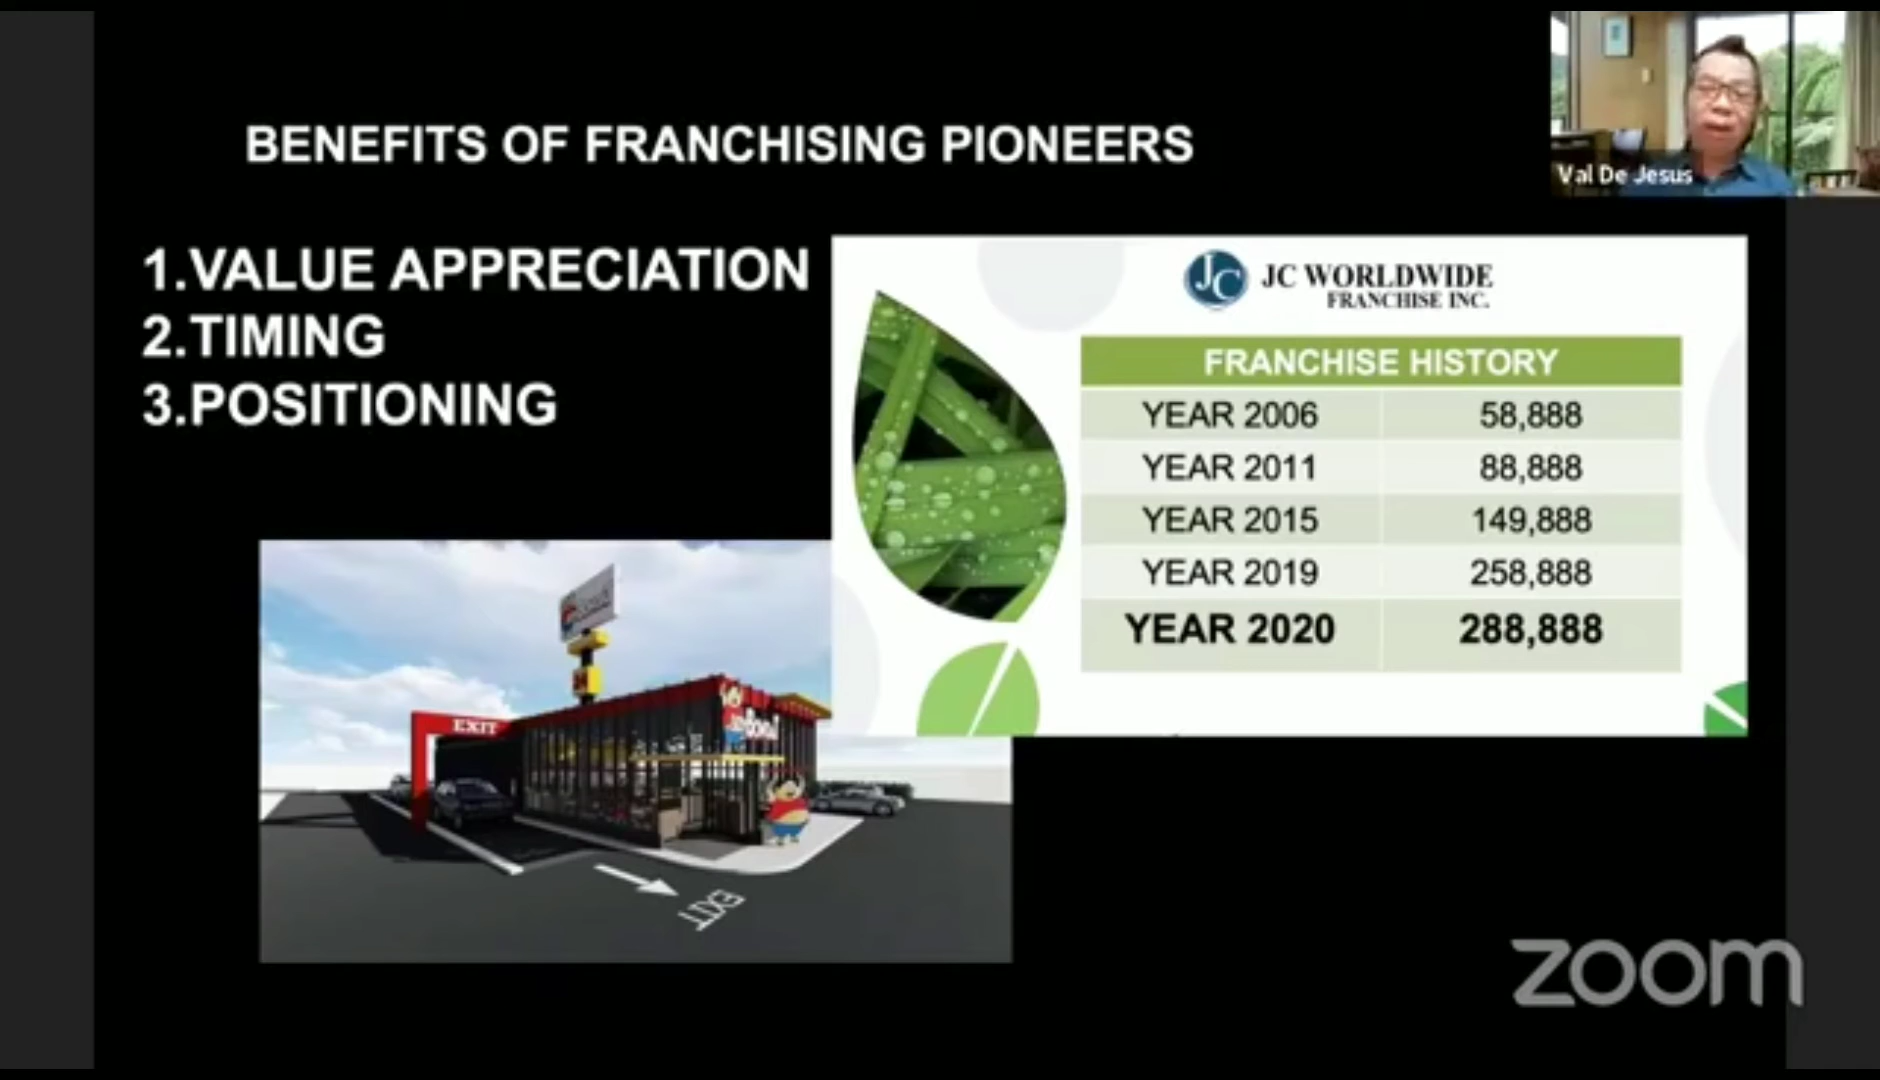 BENEFITS OF FRANCHISING PIONEERS
Val De Jesus
1.VALUE APPRECIATION
2.TIMING
3.POSITIONING
JC
JC WORLDWIDE
FRANCHISE INC.
FRANCHISE HISTORY
YEAR 2006 58,888
YEAR 2011 88,888
YEAR 2015 149,888
YEAR 2019 258,888
YEAR 2020 288,888
EXIT
EXIT
zoom